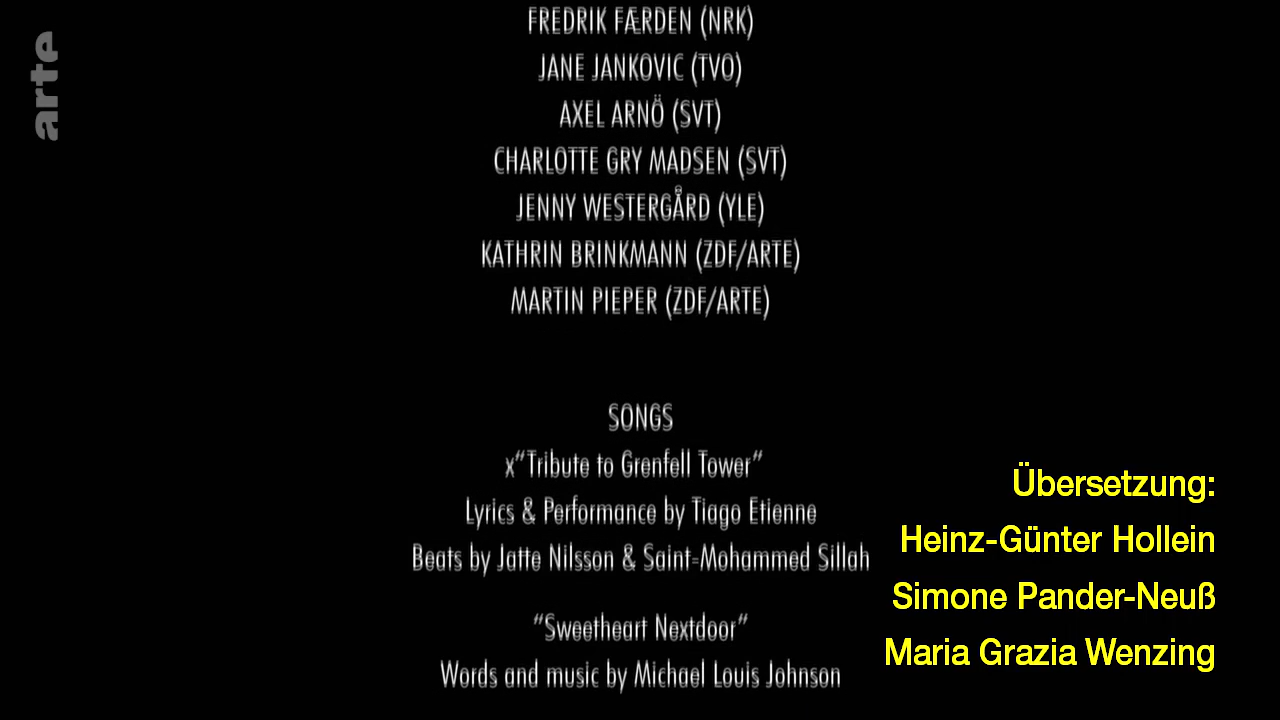 arte
FREDRIK FÆRDEN (NRK)
JANE JANKOVIC (TVO)
AXEL ARNÖ (SVT)
CHARLOTTE GRY MADSEN (SVT)
JENNY WESTERGÅRD (YLE)
KATHRIN BRINKMANN (ZDF/ARTE)
MARTIN PIEPER (ZDF/ARTE)
SONGS
x“Tribute to Grenfell Tower”
Lyrics & Performance by Tiago Etienne
Beats by Jatte Nilsson & Saint-Mohammed Sillah
“Sweetheart Nextdoor”
Words and music by Michael Louis Johnson
Übersetzung:
Heinz-Günter Hollein
Simone Pander-Neuß
Maria Grazia Wenzing